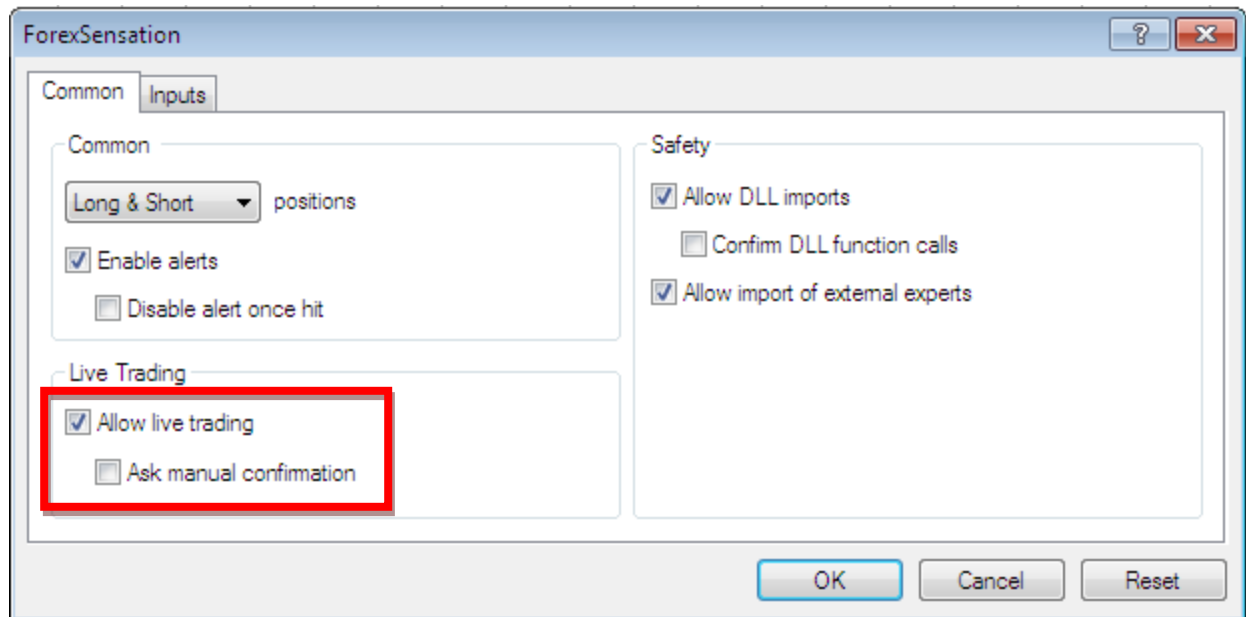 ForexSensation
Common
Inputs
Common
Long & Short positions
Enable alerts
Disable alert once hit
Live Trading
Allow live trading
Ask manual confirmation
Safety
Allow DLL imports
Confirm DLL function calls
Allow import of external experts
OK
Cancel
Reset